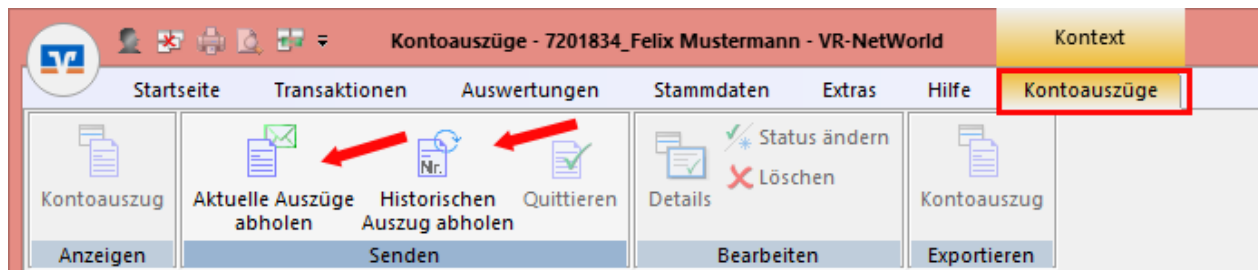 Kontoauszüge - 7201834_Felix Mustermann - VR-NetWorld
Kontext
Startseite Transaktionen Auswertungen Stammdaten Extras Hilfe Kontoauszüge
Nr.
Status ändern
Löschen
Kontoauszug
Aktuelle Auszüge
abholen
Historischen
Auszug abholen
Quittieren
Details
Kontoauszug
Anzeigen Senden Bearbeiten Exportieren